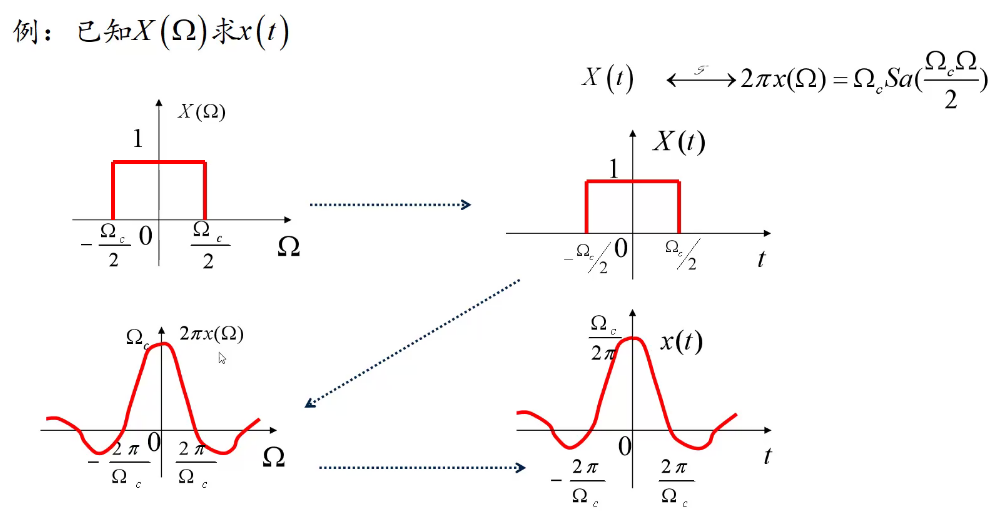 例：已知X(Ω)求x(t)
X(t) ←ℱ→ 2πx(Ω) = Ω_c Sa(Ω_cΩ/2)
X(Ω)
1
-Ω_c/2 0 Ω_c/2 Ω
X(t)
1
-Ω_c/2 0 Ω_c/2 t
Ω_c 2πx(Ω)
0
-2π/Ω_c 2π/Ω_c Ω
Ω_c/2π x(t)
0
-2π/Ω_c 2π/Ω_c t